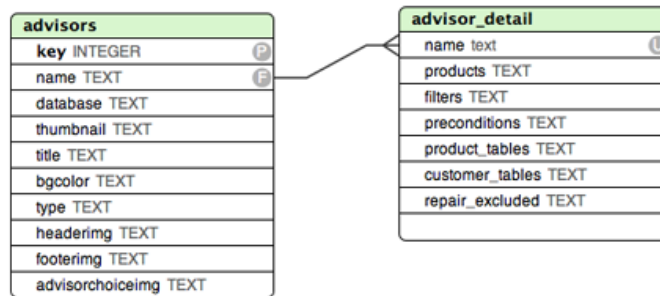 advisors
key INTEGER P
name TEXT F
database TEXT
thumbnail TEXT
title TEXT
bgcolor TEXT
type TEXT
headerimg TEXT
footerimg TEXT
advisorchoiceimg TEXT
advisor_detail
name text U
products TEXT
filters TEXT
preconditions TEXT
product_tables TEXT
customer_tables TEXT
repair_excluded TEXT